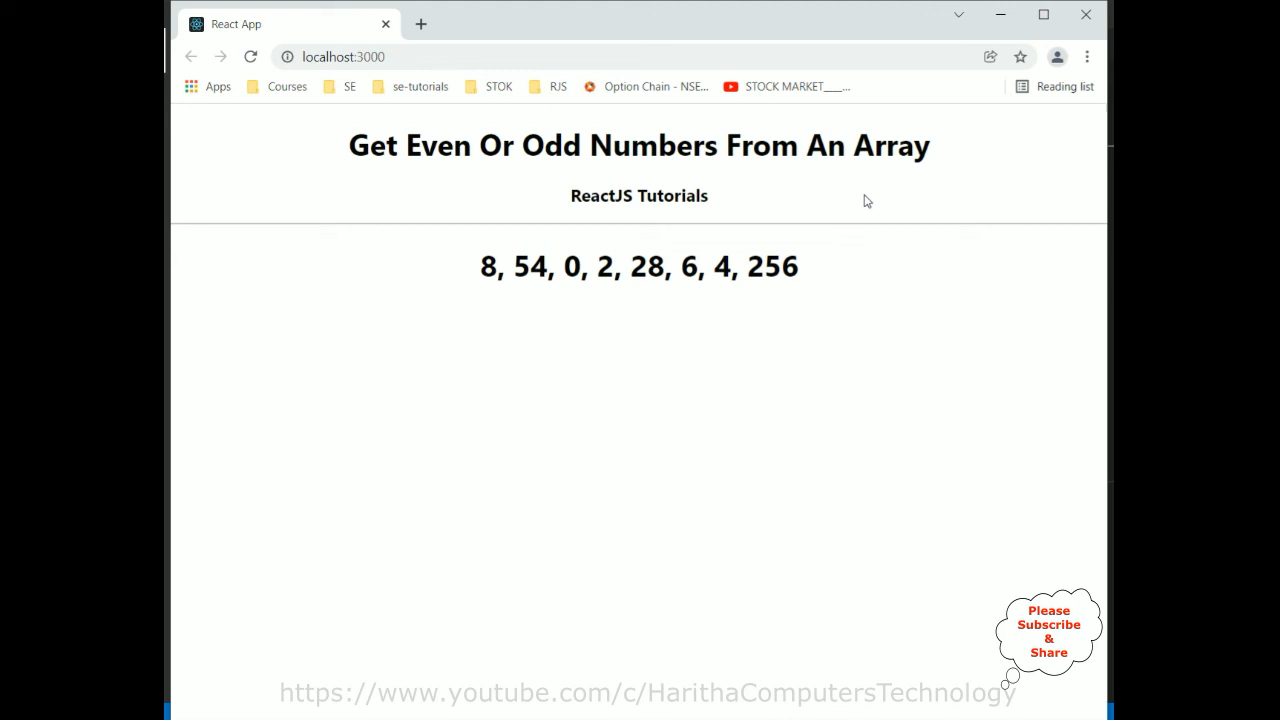 React App
localhost:3000
Apps Courses SE se-tutorials STOK RJS Option Chain - NSE... STOCK MARKET___... Reading list
Get Even Or Odd Numbers From An Array
ReactJS Tutorials
8, 54, 0, 2, 28, 6, 4, 256
Please
Subscribe
&
Share
https://www.youtube.com/c/HarithaComputersTechnology